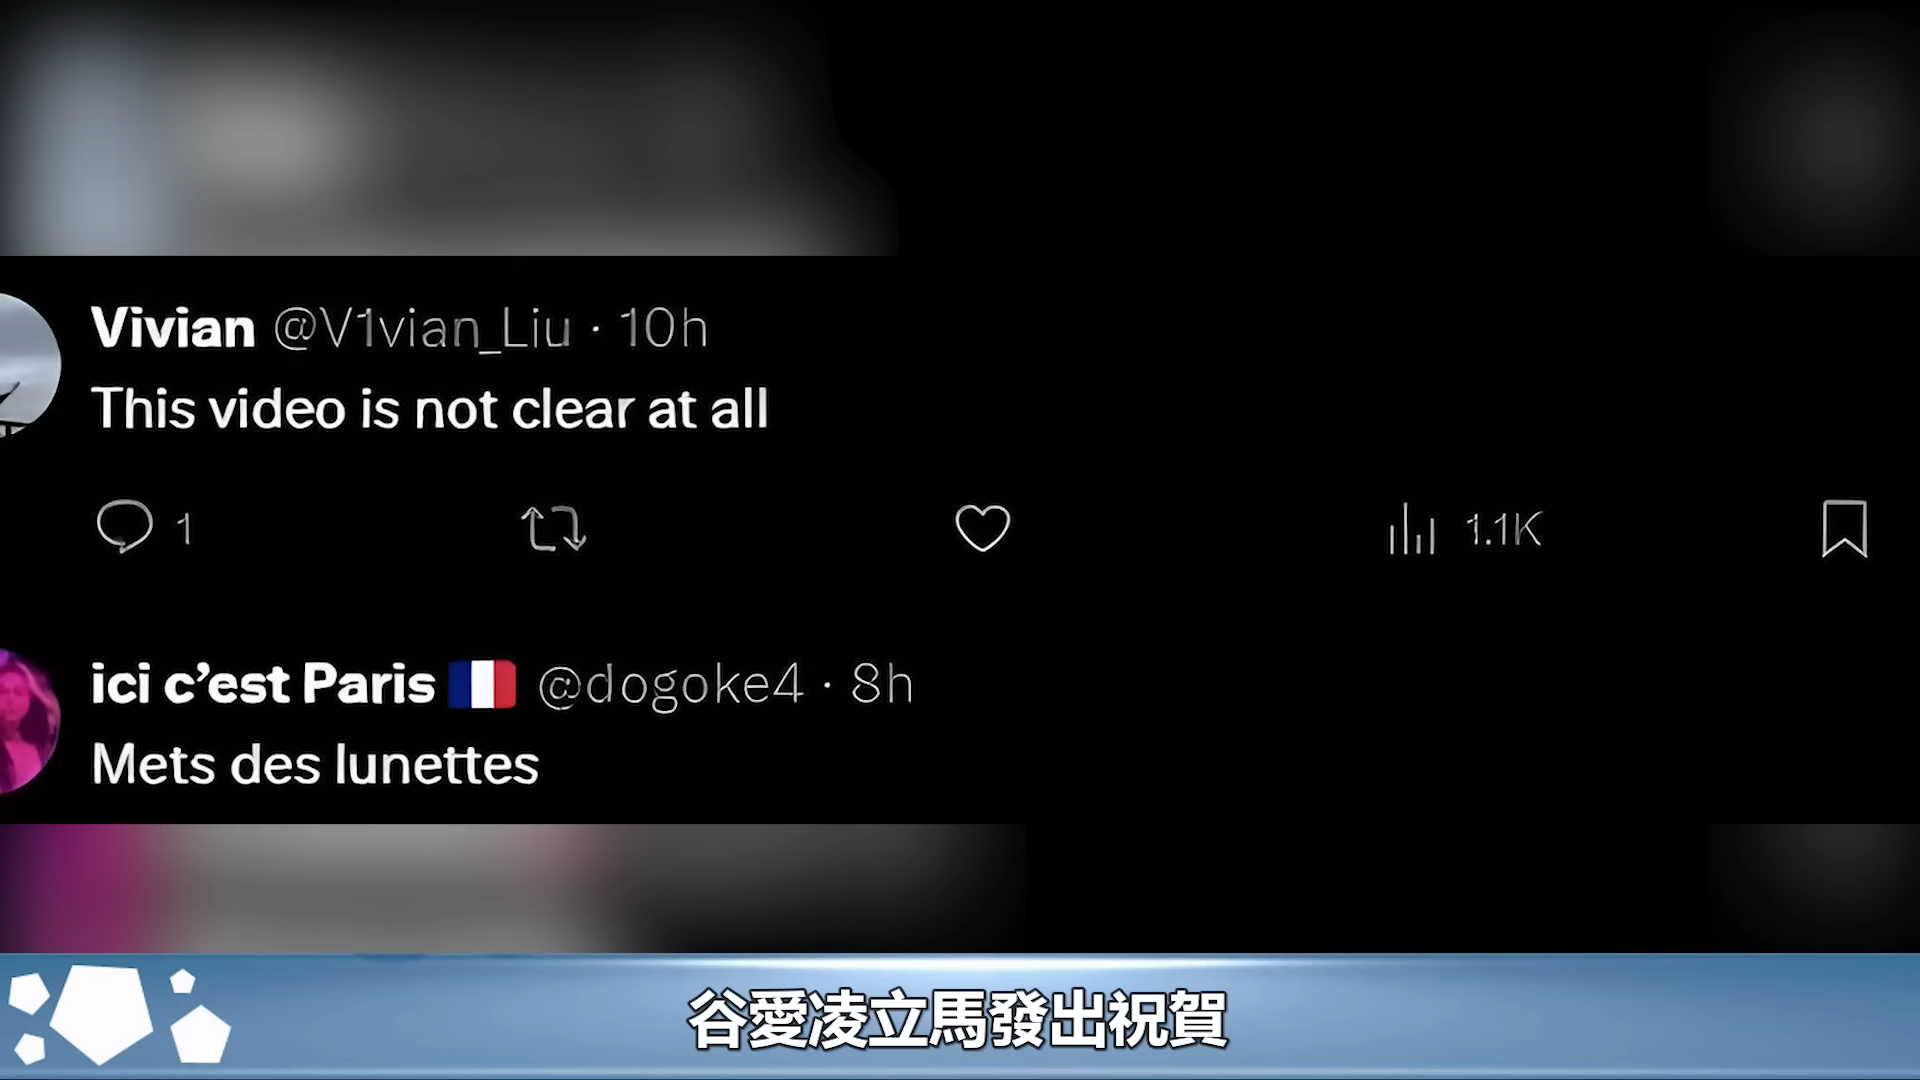 Vivian @V1vian_Liu · 10h
This video is not clear at all
1 1.1K
ici c’est Paris 🇫🇷 @dogoke4 · 8h
Mets des lunettes
谷愛凌立馬發出祝賀